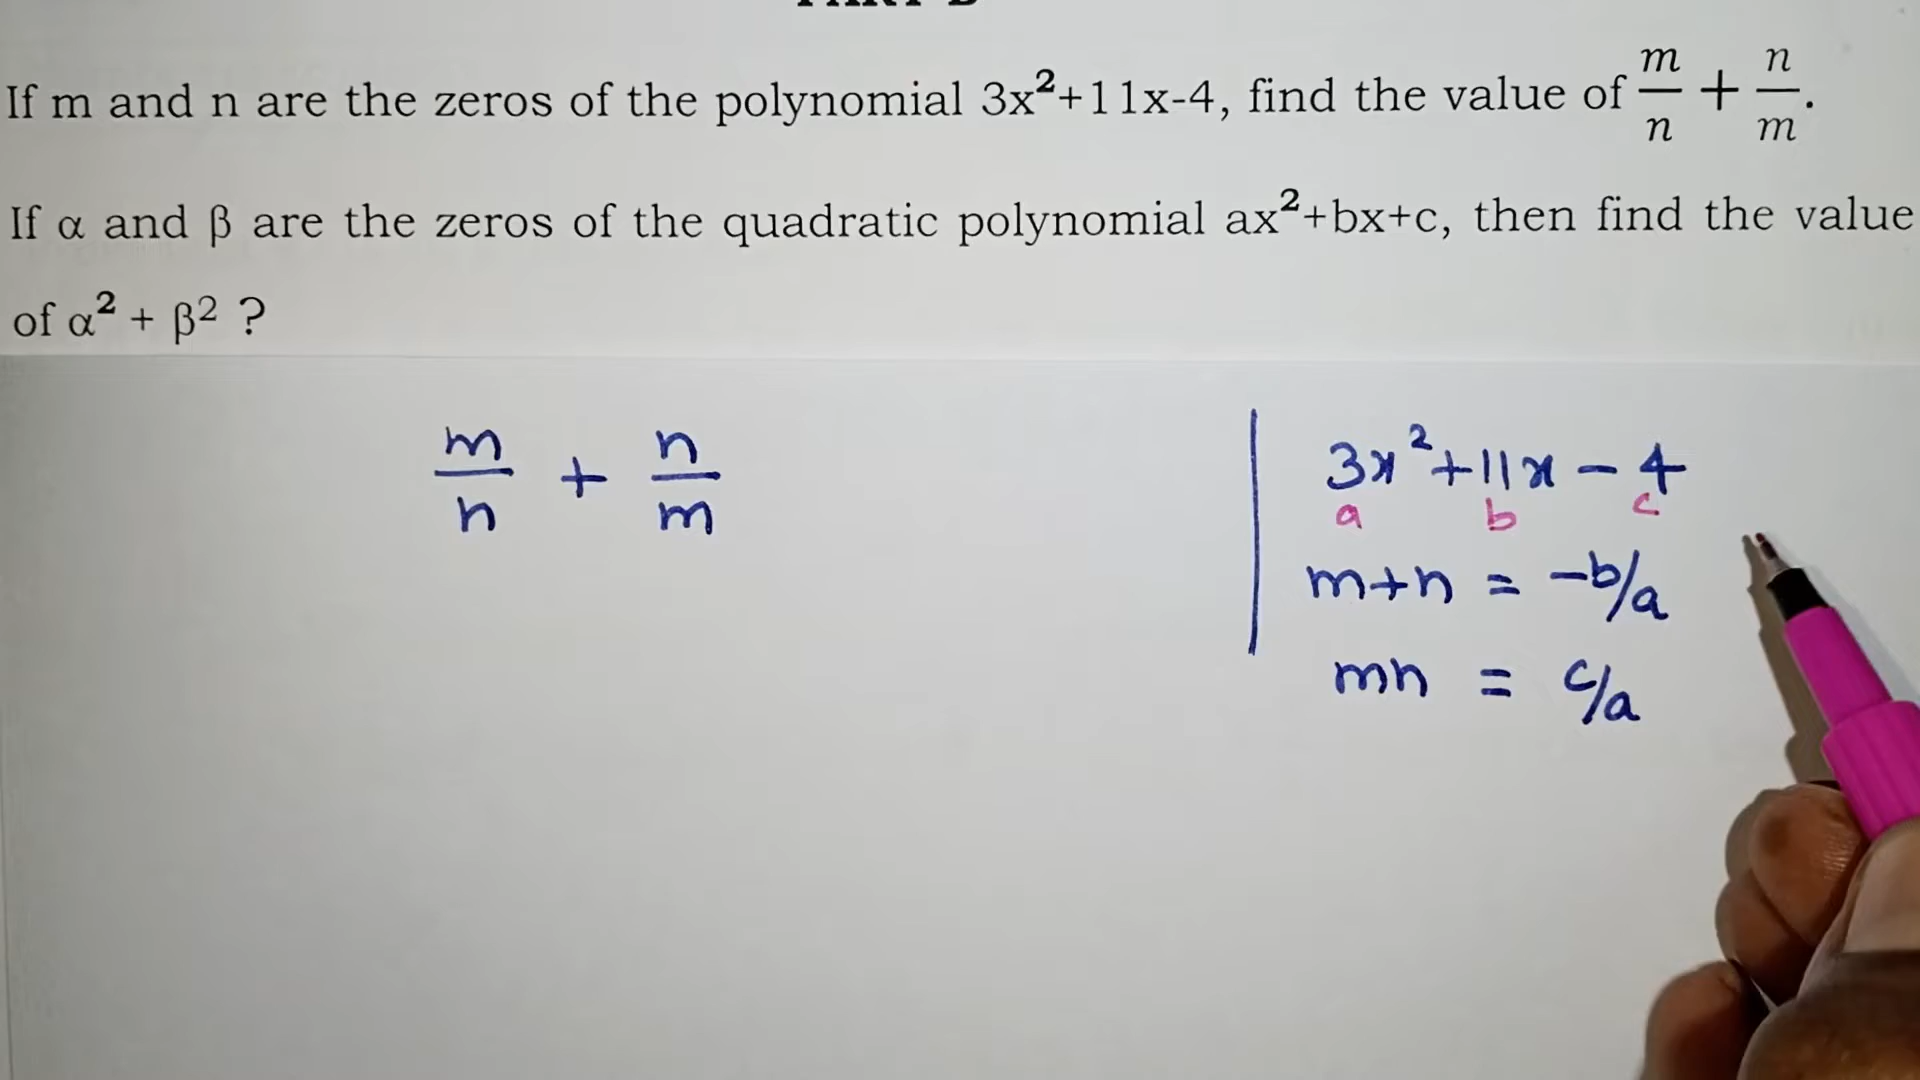 If m and n are the zeros of the polynomial 3x²+11x-4, find the value of m/n + n/m.
If α and β are the zeros of the quadratic polynomial ax²+bx+c, then find the value
of α² + β² ?
m/n + n/m
3x²+11x-4
a b c
m+n = -b/a
mn = c/a